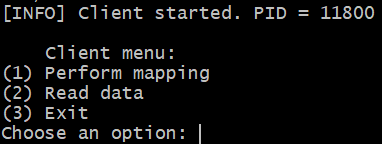 [INFO] Client started. PID = 11800
Client menu:
(1) Perform mapping
(2) Read data
(3) Exit
Choose an option: